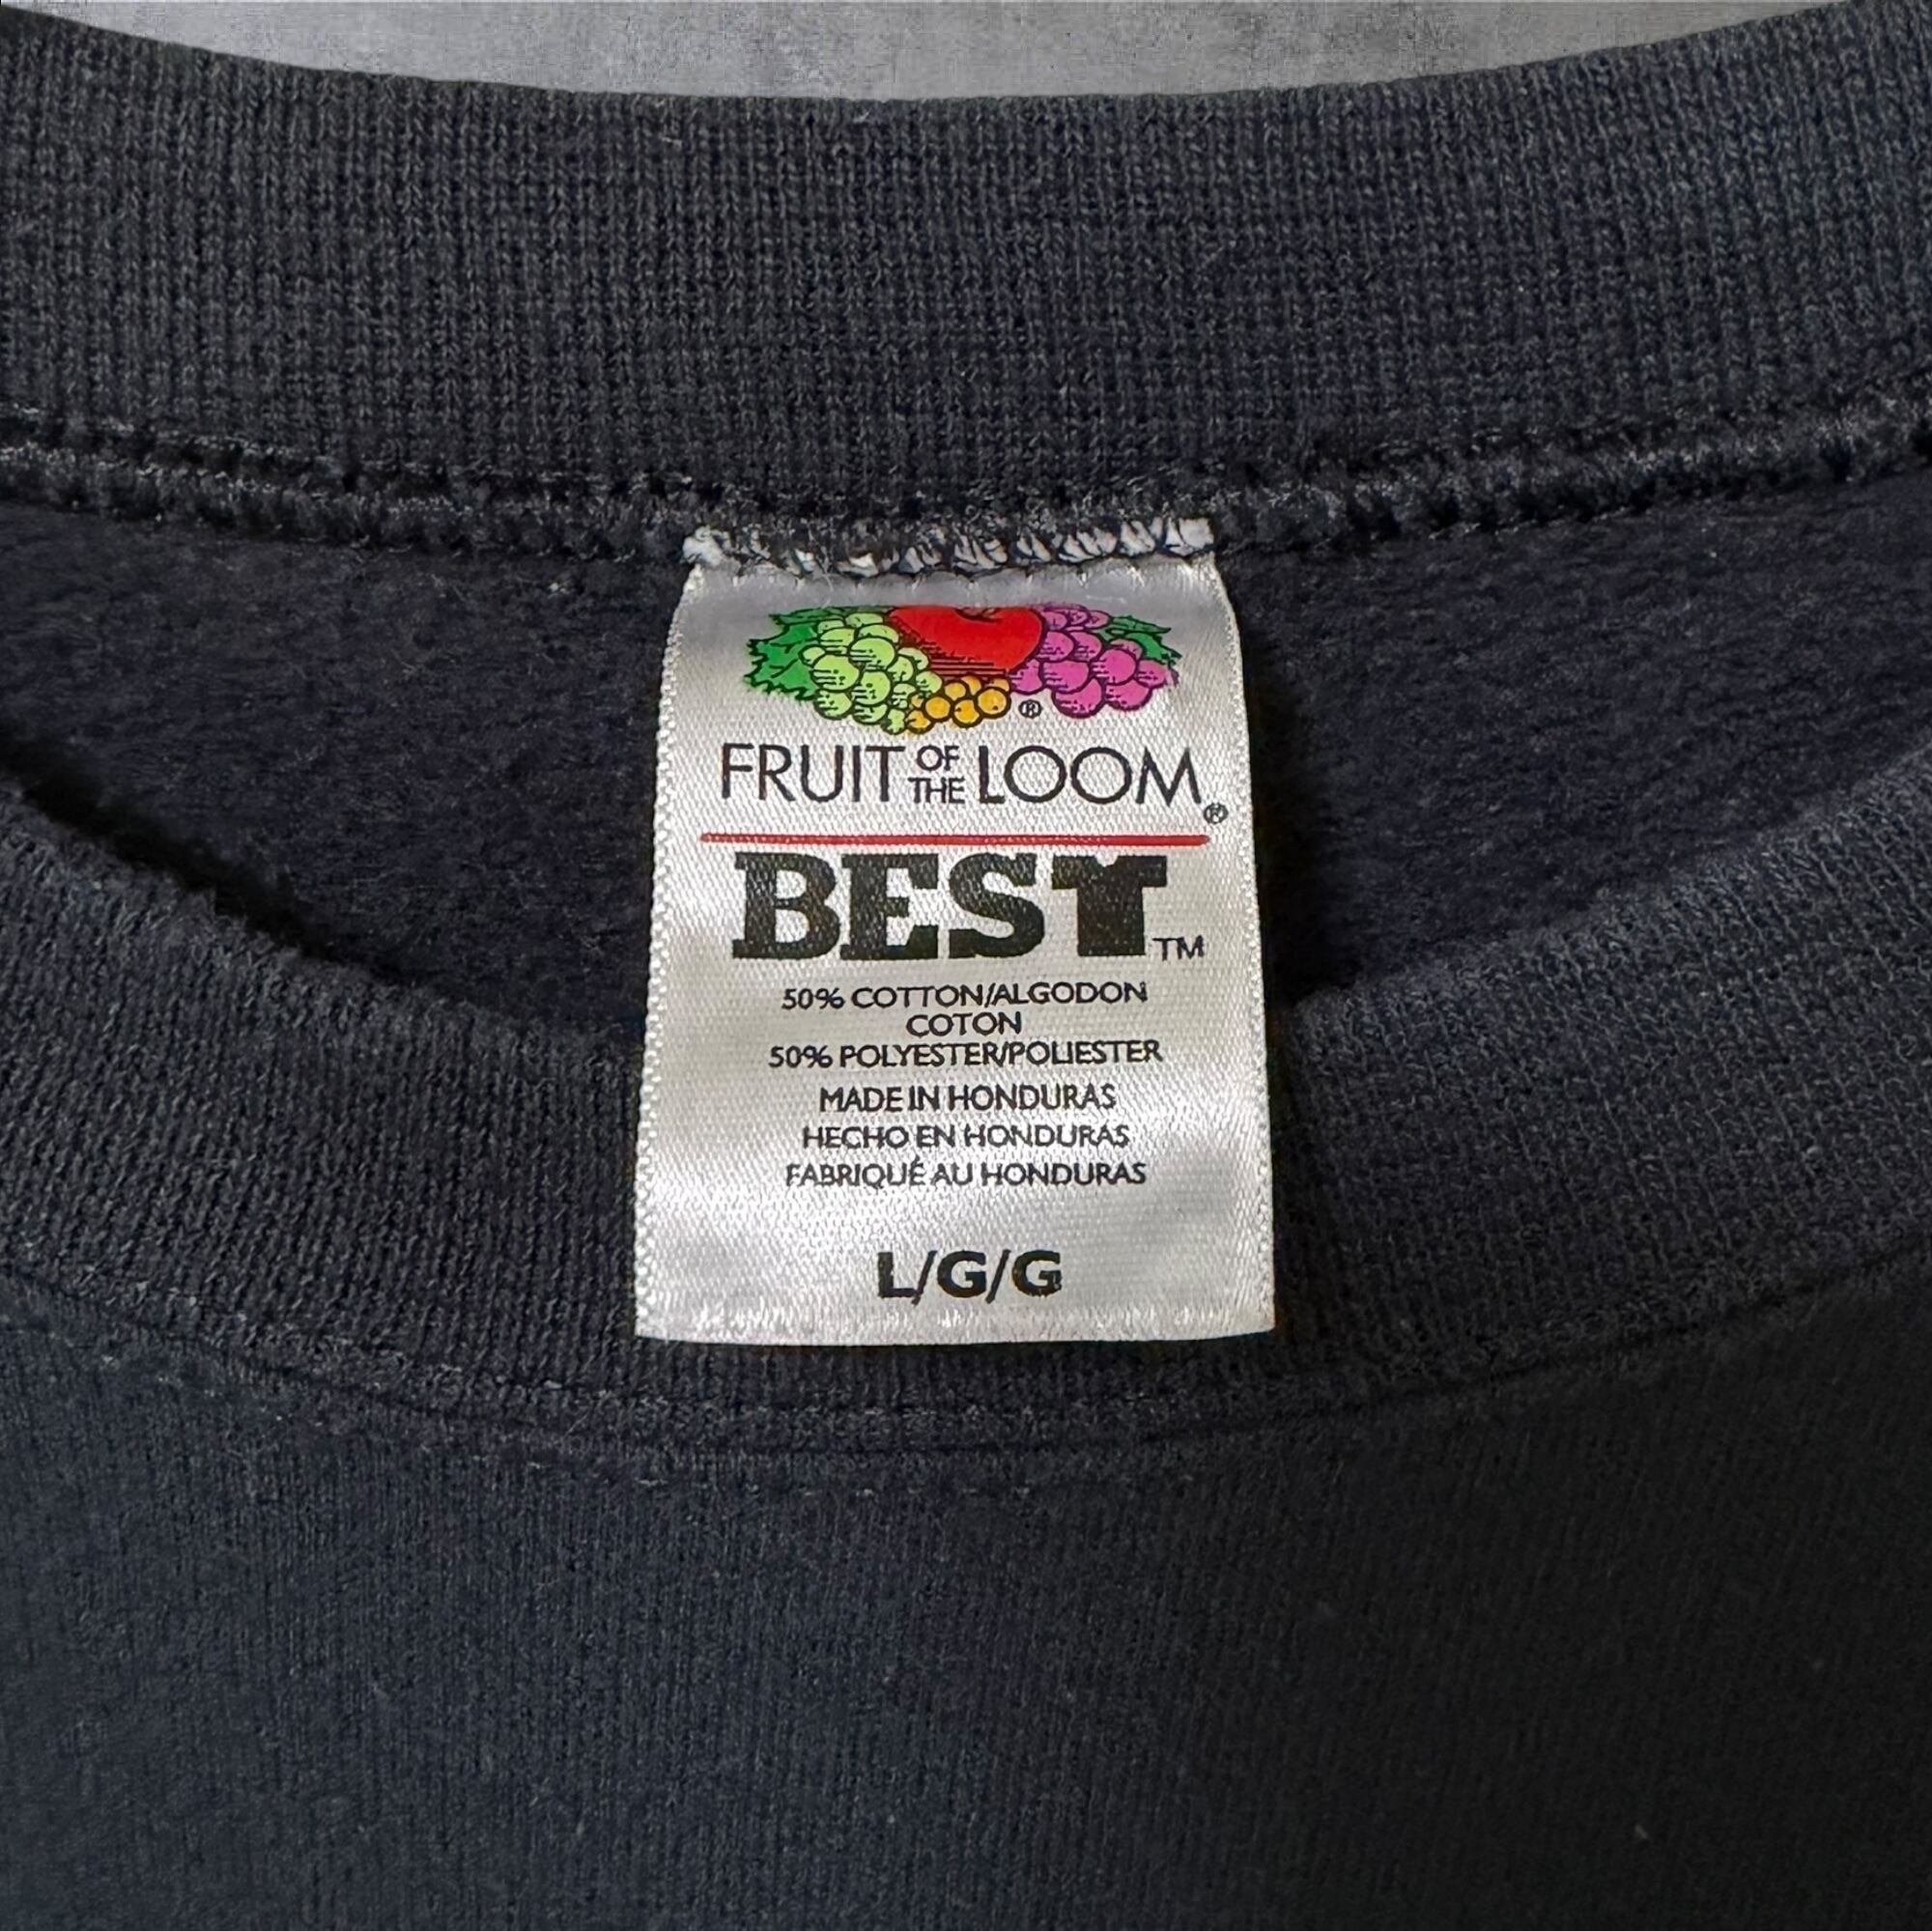 ®
FRUIT OF THE LOOM®
BEST™
50% COTTON/ALGODON
COTON
50% POLYESTER/POLIESTER
MADE IN HONDURAS
HECHO EN HONDURAS
FABRIQUÉ AU HONDURAS
L/G/G